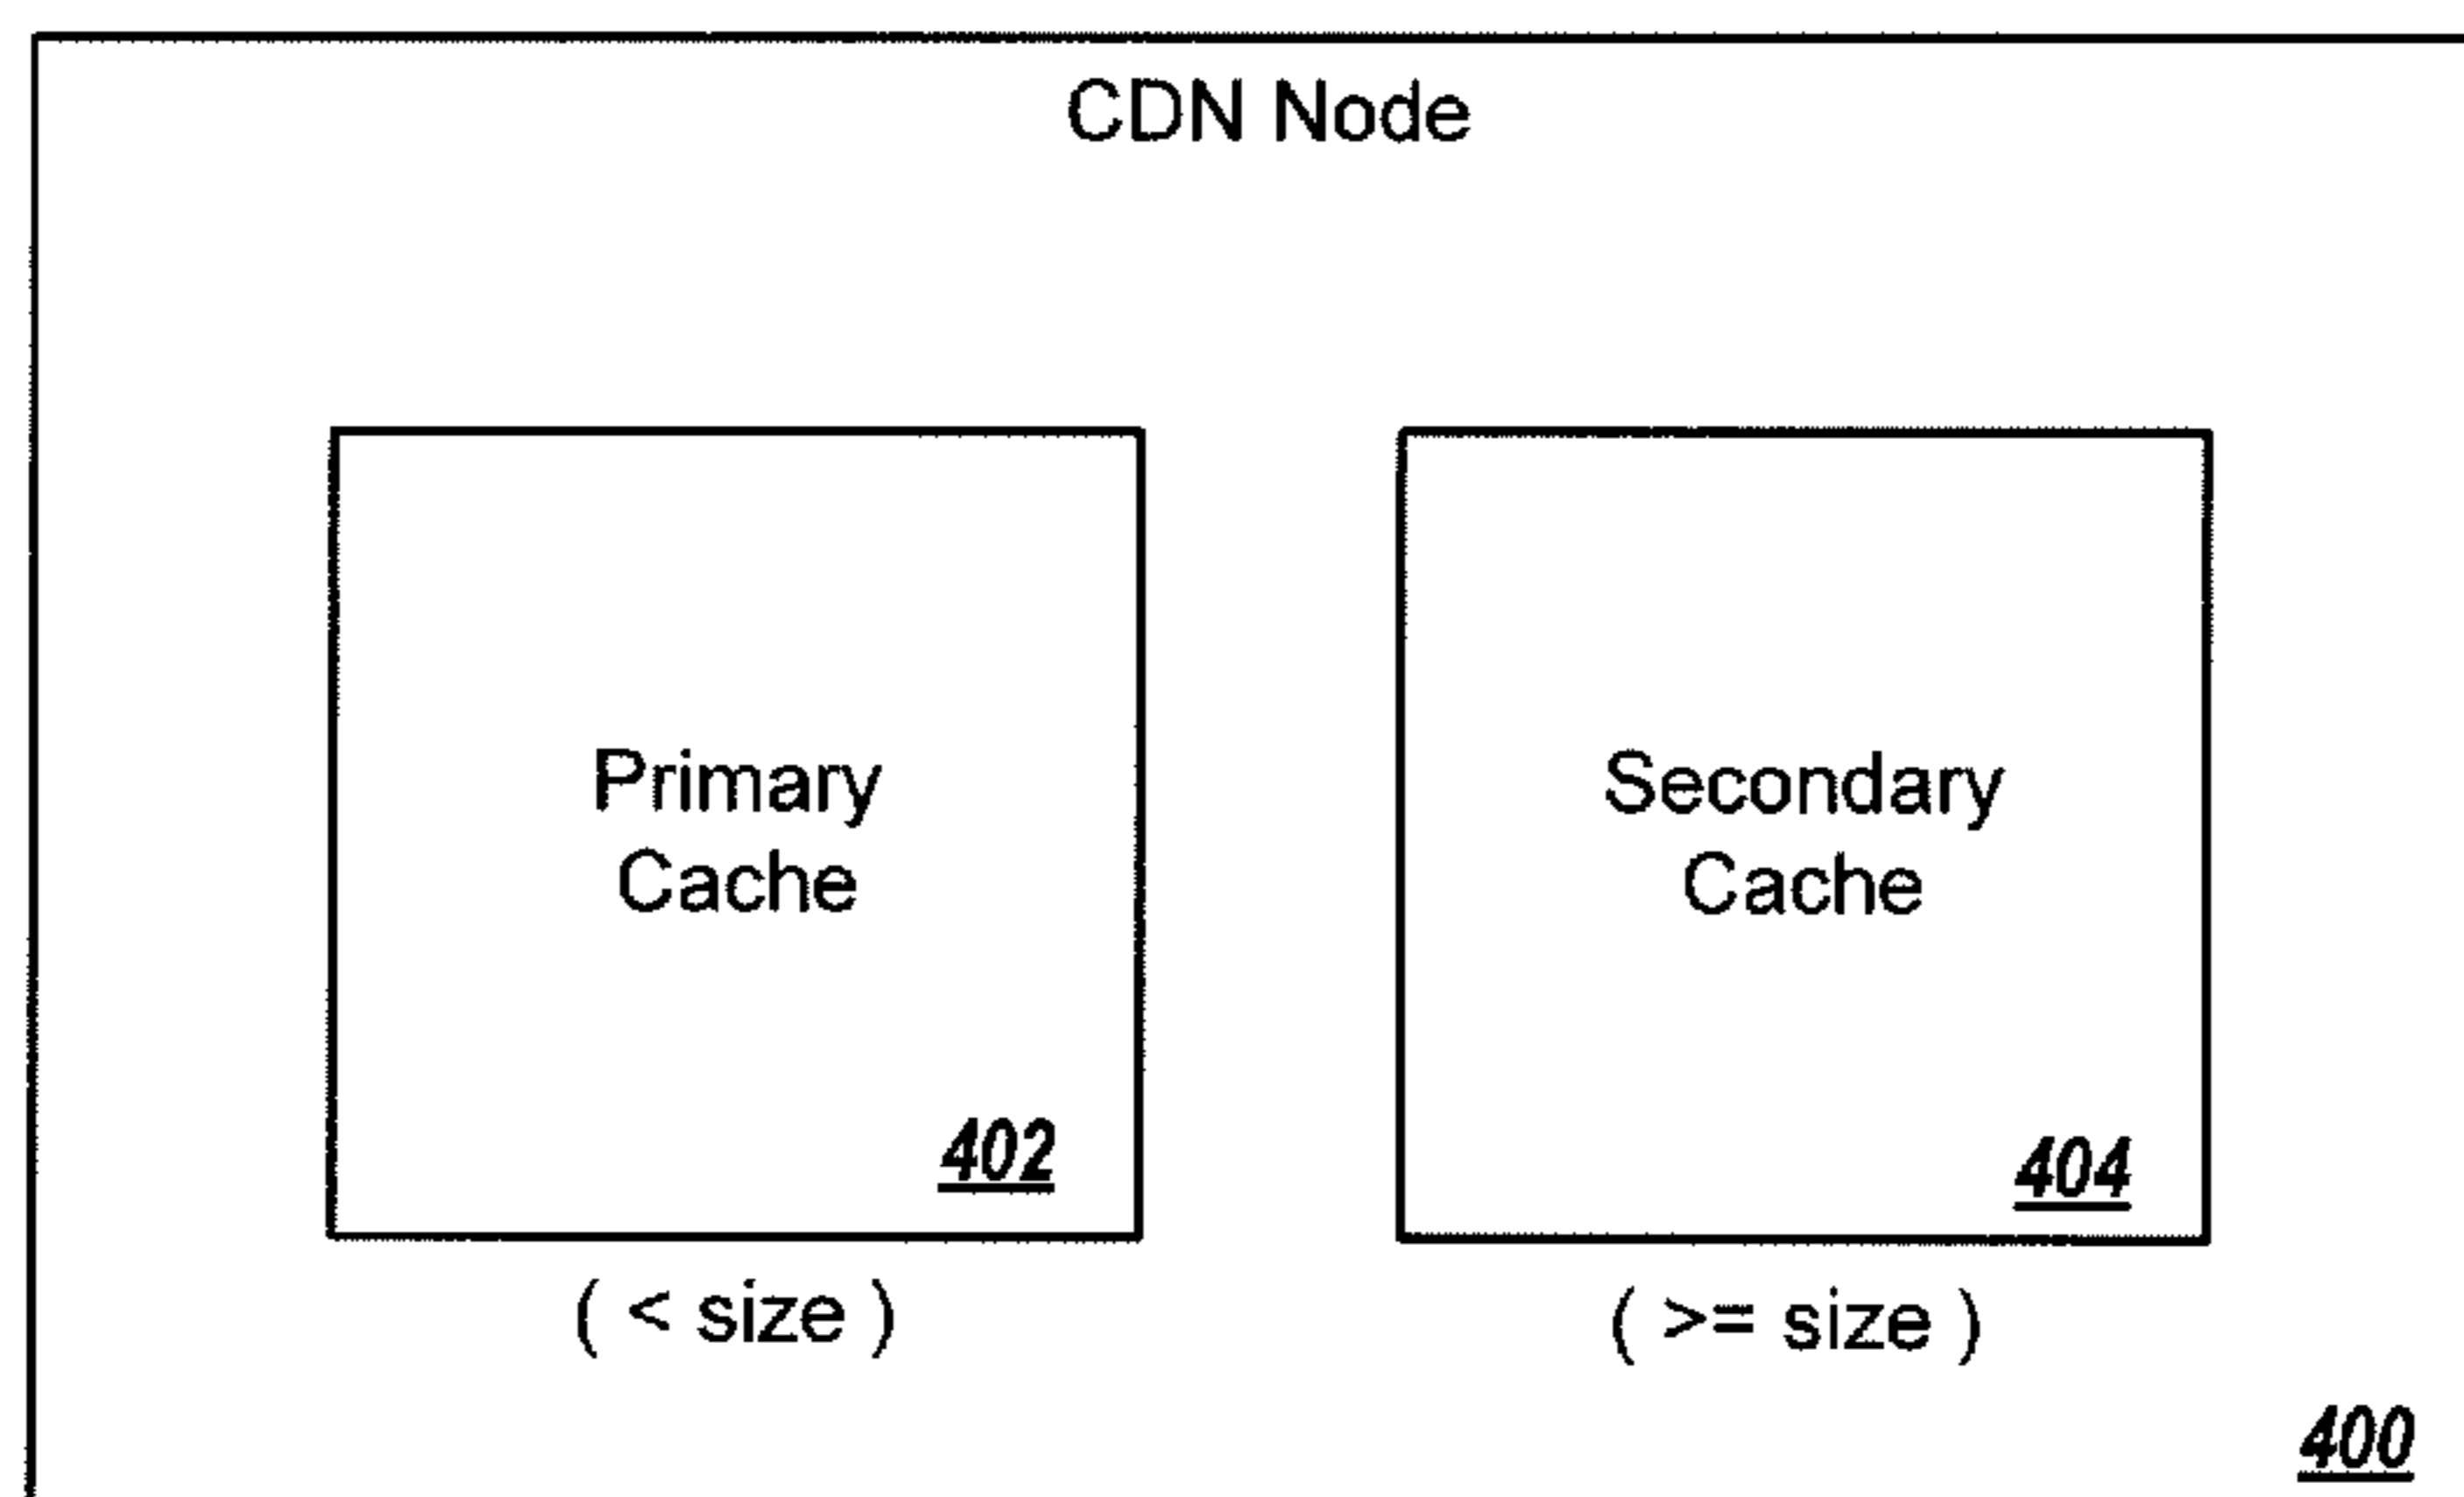 CDN Node
Primary
Cache
402
( < size )
Secondary
Cache
404
( >= size )
400